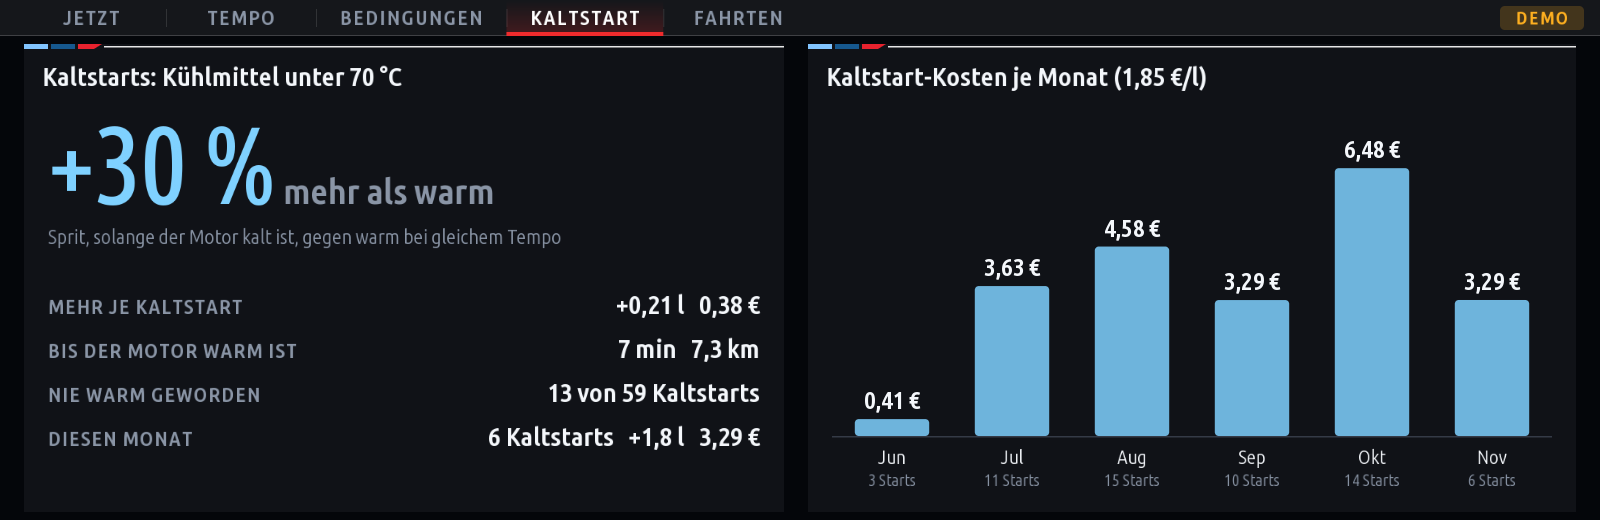 JETZT TEMPO BEDINGUNGEN KALTSTART FAHRTEN DEMO
Kaltstarts: Kühlmittel unter 70 °C
+30 % mehr als warm
Sprit, solange der Motor kalt ist, gegen warm bei gleichem Tempo
MEHR JE KALTSTART +0,21 l 0,38 €
BIS DER MOTOR WARM IST 7 min 7,3 km
NIE WARM GEWORDEN 13 von 59 Kaltstarts
DIESEN MONAT 6 Kaltstarts +1,8 l 3,29 €
Kaltstart-Kosten je Monat (1,85 €/l)
0,41 € 3,63 € 4,58 € 3,29 € 6,48 € 3,29 €
Jun Jul Aug Sep Okt Nov
3 Starts 11 Starts 15 Starts 10 Starts 14 Starts 6 Starts